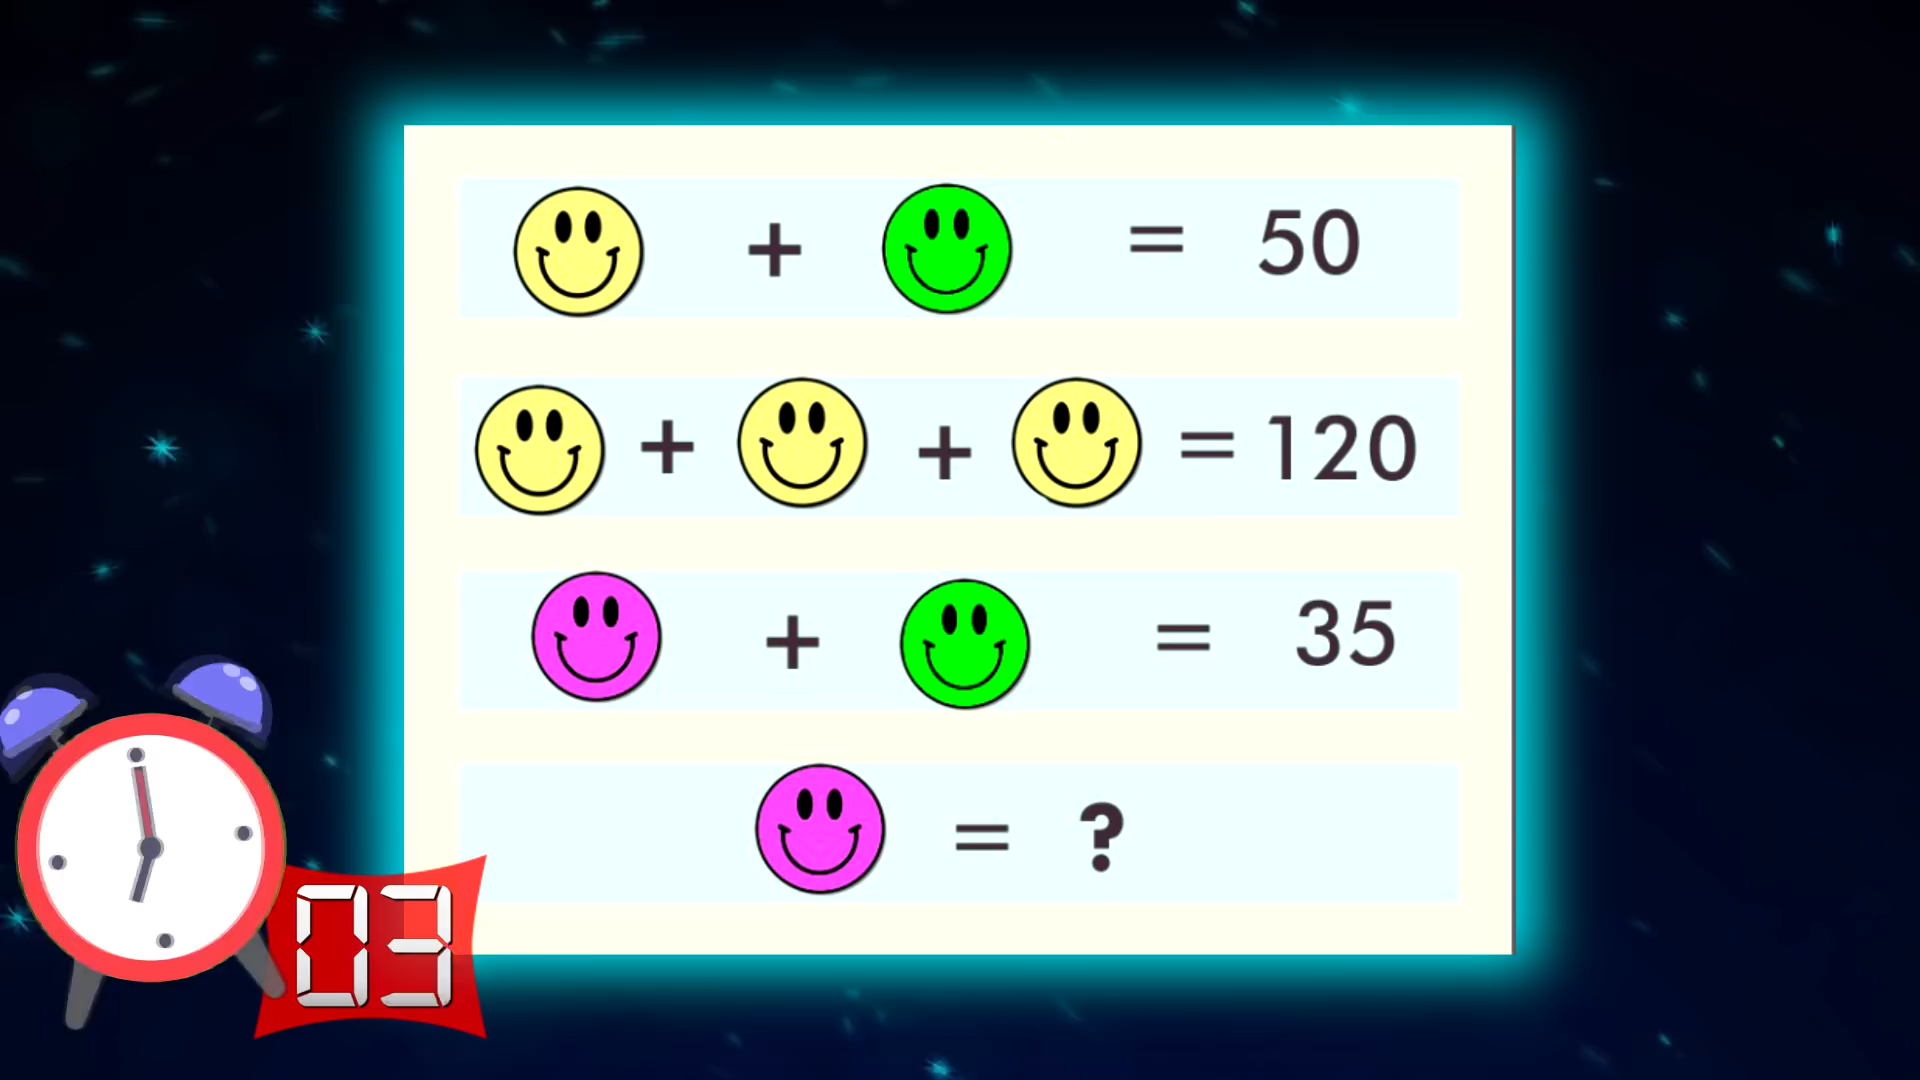 + = 50
+ + = 120
+ = 35
= ?
03